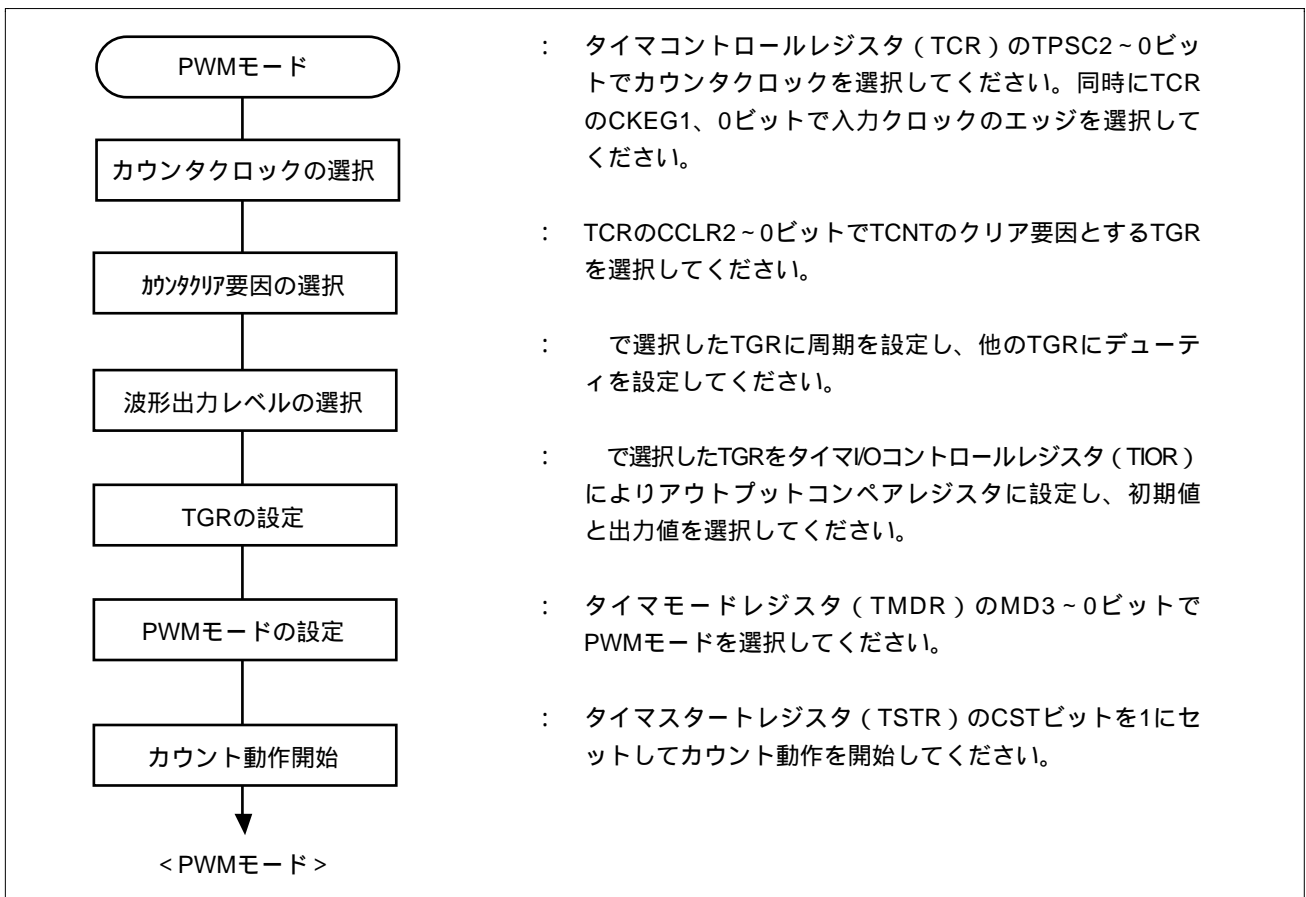 PWMモード
カウンタクロックの選択
ｶｳﾝﾀｸﾘｱ要因の選択
波形出力レベルの選択
TGRの設定
PWMモードの設定
カウント動作開始
＜PWMモード＞
： タイマコントロールレジスタ（TCR）のTPSC2～0ビッ
トでカウンタクロックを選択してください。同時にTCR
のCKEG1、0ビットで入力クロックのエッジを選択して
ください。
： TCRのCCLR2～0ビットでTCNTのクリア要因とするTGR
を選択してください。
： で選択したTGRに周期を設定し、他のTGRにデューテ
ィを設定してください。
： で選択したTGRをタイマI/Oコントロールレジスタ（TIOR）
によりアウトプットコンペアレジスタに設定し、初期値
と出力値を選択してください。
： タイマモードレジスタ（TMDR）のMD3～0ビットで
PWMモードを選択してください。
： タイマスタートレジスタ（TSTR）のCSTビットを1にセ
ットしてカウント動作を開始してください。